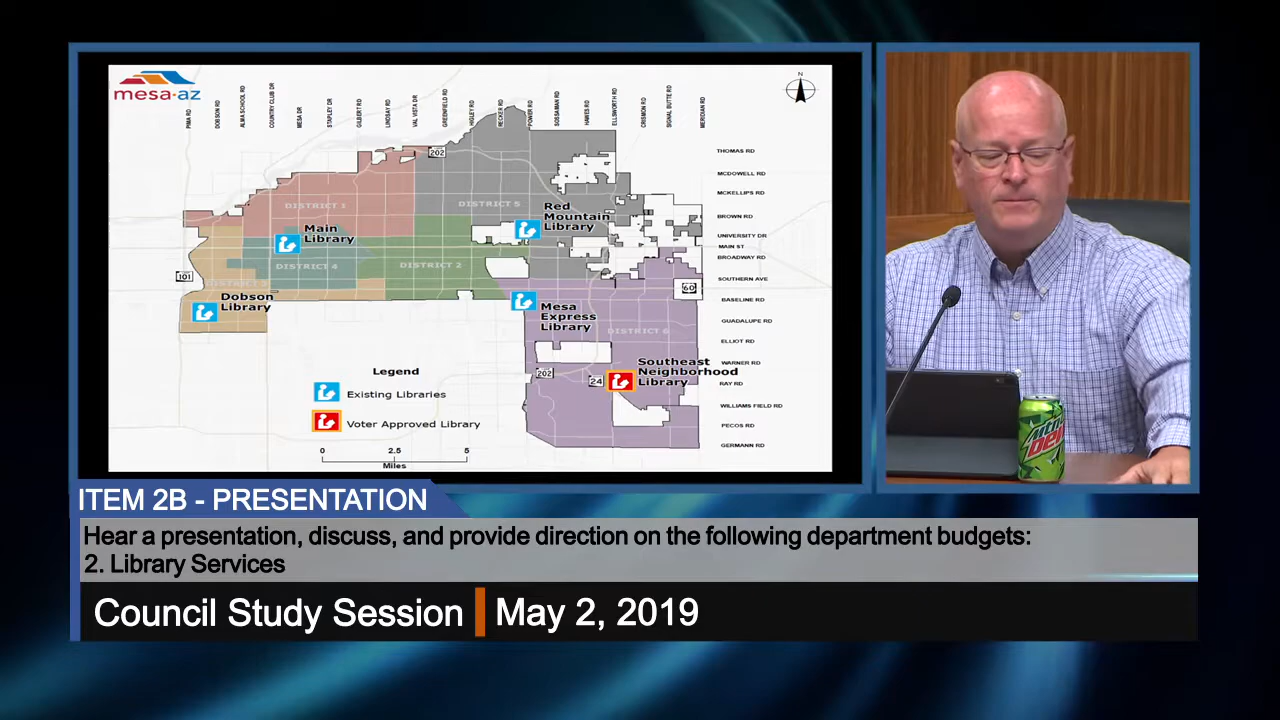 mesa·az
N
PIMA RD
DOBSON RD
ALMA SCHOOL RD
COUNTRY CLUB DR
MESA DR
STAPLEY DR
GILBERT RD
LINDSAY RD
VAL VISTA DR
GREENFIELD RD
HIGLEY RD
RECKER RD
POWER RD
SOSSAMAN RD
HAWES RD
ELLSWORTH RD
CRISMON RD
SIGNAL BUTTE RD
MERIDIAN RD
THOMAS RD
MCDOWELL RD
MCKELLIPS RD
BROWN RD
UNIVERSITY DR
MAIN ST
BROADWAY RD
SOUTHERN AVE
BASELINE RD
GUADALUPE RD
ELLIOT RD
WARNER RD
RAY RD
WILLIAMS FIELD RD
PECOS RD
GERMANN RD
202
DISTRICT 1
DISTRICT 5
Red
Mountain
Library
Main
Library
DISTRICT 4
DISTRICT 2
101
DISTRICT 3
60
Dobson
Library
Mesa
Express
Library
DISTRICT 6
Southeast
Neighborhood
Library
202
24
Legend
Existing Libraries
Voter Approved Library
0 2.5 5
Miles
mtn
DEW
ITEM 2B - PRESENTATION
Hear a presentation, discuss, and provide direction on the following department budgets:
2. Library Services
Council Study Session | May 2, 2019